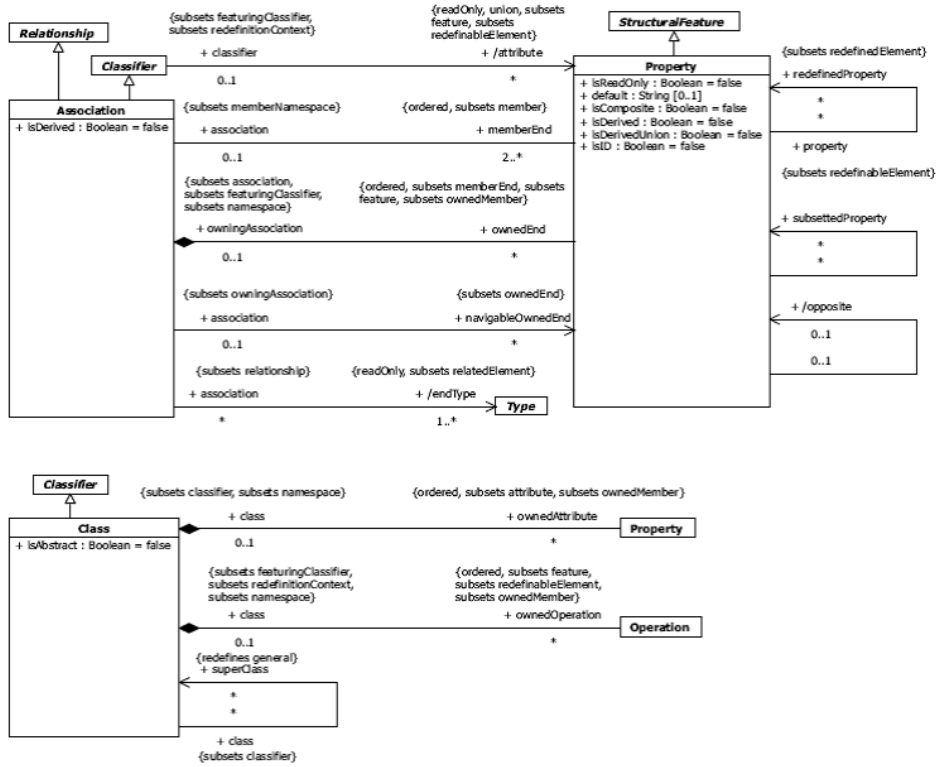 {subsets featuringClassifier,
subsets redefinitionContext}
{readOnly, union, subsets
feature, subsets
redefinableElement}
Relationship
StructuralFeature
Classifier
+ classifier
+ /attribute
0..1
*
Property
+ isReadOnly : Boolean = false
+ default : String [0..1]
+ isComposite : Boolean = false
+ isDerived : Boolean = false
+ isDerivedUnion : Boolean = false
+ isID : Boolean = false
{subsets redefinedElement}
+ redefinedProperty
*
*
+ property
{subsets redefinableElement}
Association
+ isDerived : Boolean = false
{subsets memberNamespace}
{ordered, subsets member}
+ association
+ memberEnd
0..1
2..*
{subsets association,
subsets featuringClassifier,
subsets namespace}
{ordered, subsets memberEnd, subsets
feature, subsets ownedMember}
+ owningAssociation
+ ownedEnd
0..1
*
+ subsettedProperty
*
*
{subsets owningAssociation}
{subsets ownedEnd}
+ association
+ navigableOwnedEnd
0..1
*
+ /opposite
0..1
0..1
{subsets relationship}
{readOnly, subsets relatedElement}
+ association
+ /endType
*
1..*
Type
Classifier
{subsets classifier, subsets namespace}
{ordered, subsets attribute, subsets ownedMember}
Class
+ isAbstract : Boolean = false
+ class
+ ownedAttribute
0..1
*
Property
{subsets featuringClassifier,
subsets redefinitionContext,
subsets namespace}
{ordered, subsets feature,
subsets redefinableElement,
subsets ownedMember}
+ class
+ ownedOperation
0..1
*
Operation
{redefines general}
+ superClass
*
*
+ class
{subsets classifier}